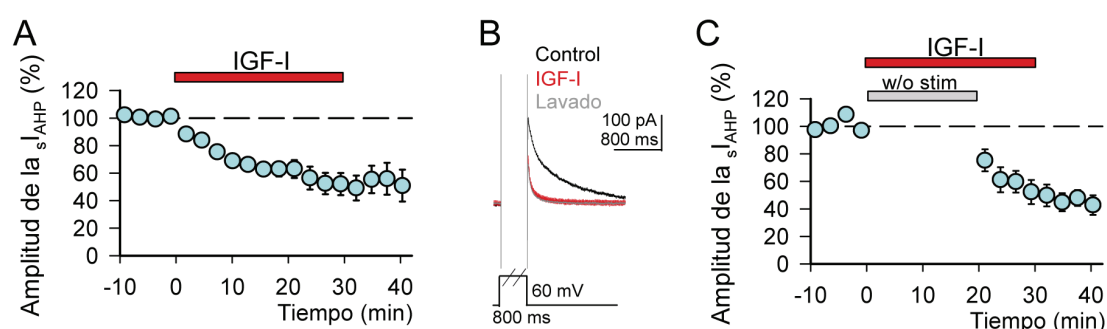 A
IGF-I
Amplitud de la sIAHP (%)
120
100
80
60
40
20
0
-10 0 10 20 30 40
Tiempo (min)
B
Control
IGF-I
Lavado
100 pA
800 ms
60 mV
800 ms
C
IGF-I
w/o stim
Amplitud de la sIAHP (%)
120
100
80
60
40
20
0
-10 0 10 20 30 40
Tiempo (min)